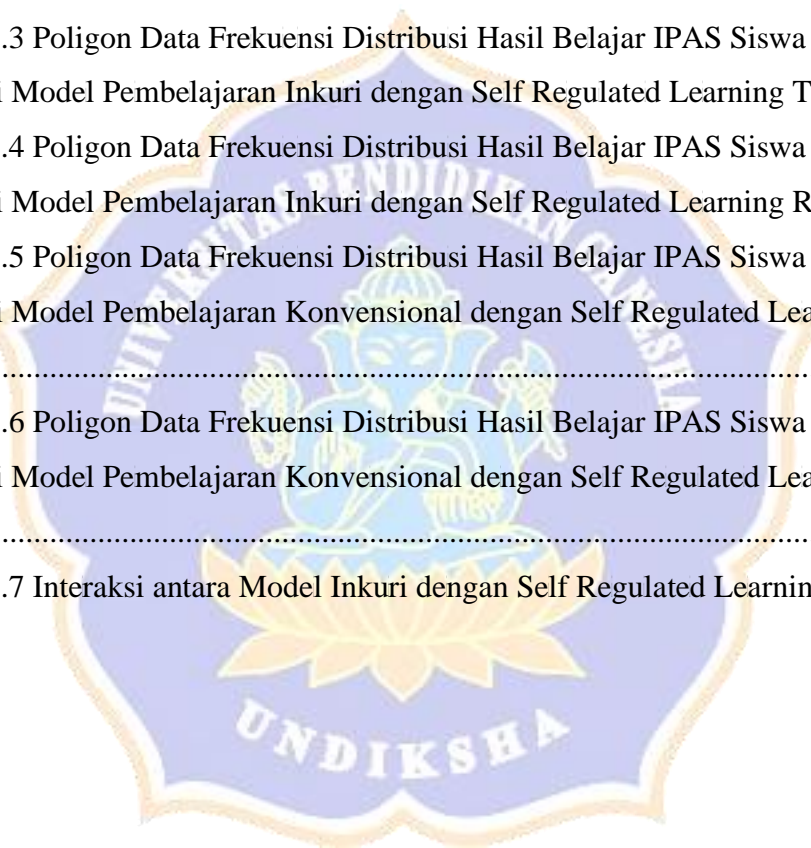 .3 Poligon Data Frekuensi Distribusi Hasil Belajar IPAS Siswa
i Model Pembelajaran Inkuri dengan Self Regulated Learning T
.4 Poligon Data Frekuensi Distribusi Hasil Belajar IPAS Siswa
i Model Pembelajaran Inkuri dengan Self Regulated Learning R
.5 Poligon Data Frekuensi Distribusi Hasil Belajar IPAS Siswa
i Model Pembelajaran Konvensional dengan Self Regulated Lea
....................................................................................................
.6 Poligon Data Frekuensi Distribusi Hasil Belajar IPAS Siswa
i Model Pembelajaran Konvensional dengan Self Regulated Lea
....................................................................................................
.7 Interaksi antara Model Inkuri dengan Self Regulated Learnin
UNIVERSITAS PENDIDIKAN GANESHA
UNDIKSHA